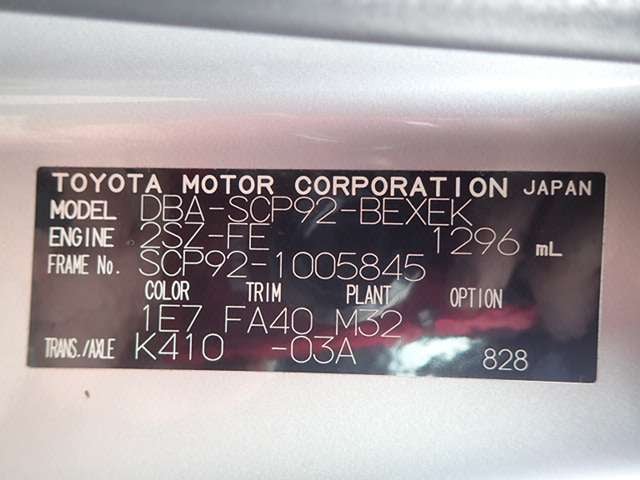 TOYOTA MOTOR CORPORATION JAPAN
MODEL DBA-SCP92-BEXEK
ENGINE 2SZ-FE 1296 mL
FRAME No. SCP92-1005845
COLOR TRIM PLANT OPTION
1E7 FA40 M32
TRANS./AXLE K410 -03A 828